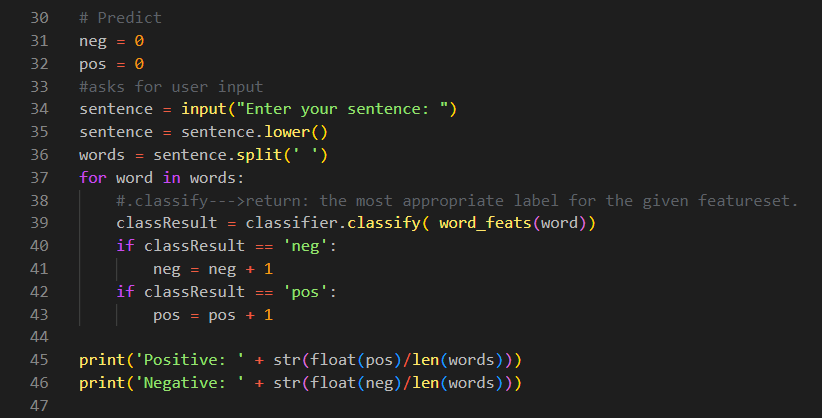 30 # Predict
31 neg = 0
32 pos = 0
33 #asks for user input
34 sentence = input("Enter your sentence: ")
35 sentence = sentence.lower()
36 words = sentence.split(' ')
37 for word in words:
38     #.classify--->return: the most appropriate label for the given featureset.
39     classResult = classifier.classify( word_feats(word))
40     if classResult == 'neg':
41         neg = neg + 1
42     if classResult == 'pos':
43         pos = pos + 1
44
45 print('Positive: ' + str(float(pos)/len(words)))
46 print('Negative: ' + str(float(neg)/len(words)))
47